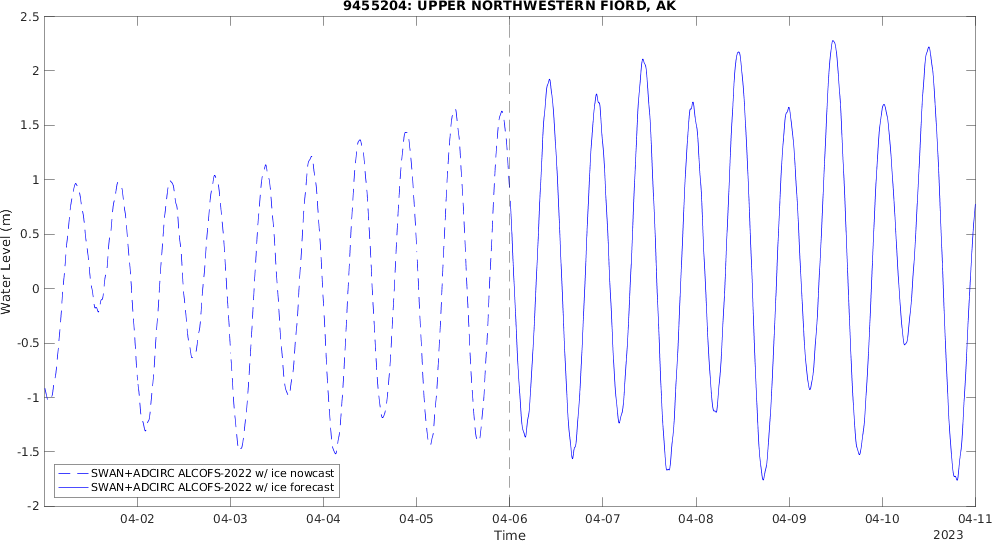 9455204: UPPER NORTHWESTERN FIORD, AK
2.5
2
1.5
1
0.5
0
-0.5
-1
-1.5
-2
Water Level (m)
SWAN+ADCIRC ALCOFS-2022 w/ ice nowcast
SWAN+ADCIRC ALCOFS-2022 w/ ice forecast
04-02 04-03 04-04 04-05 04-06 04-07 04-08 04-09 04-10 04-11
Time
2023